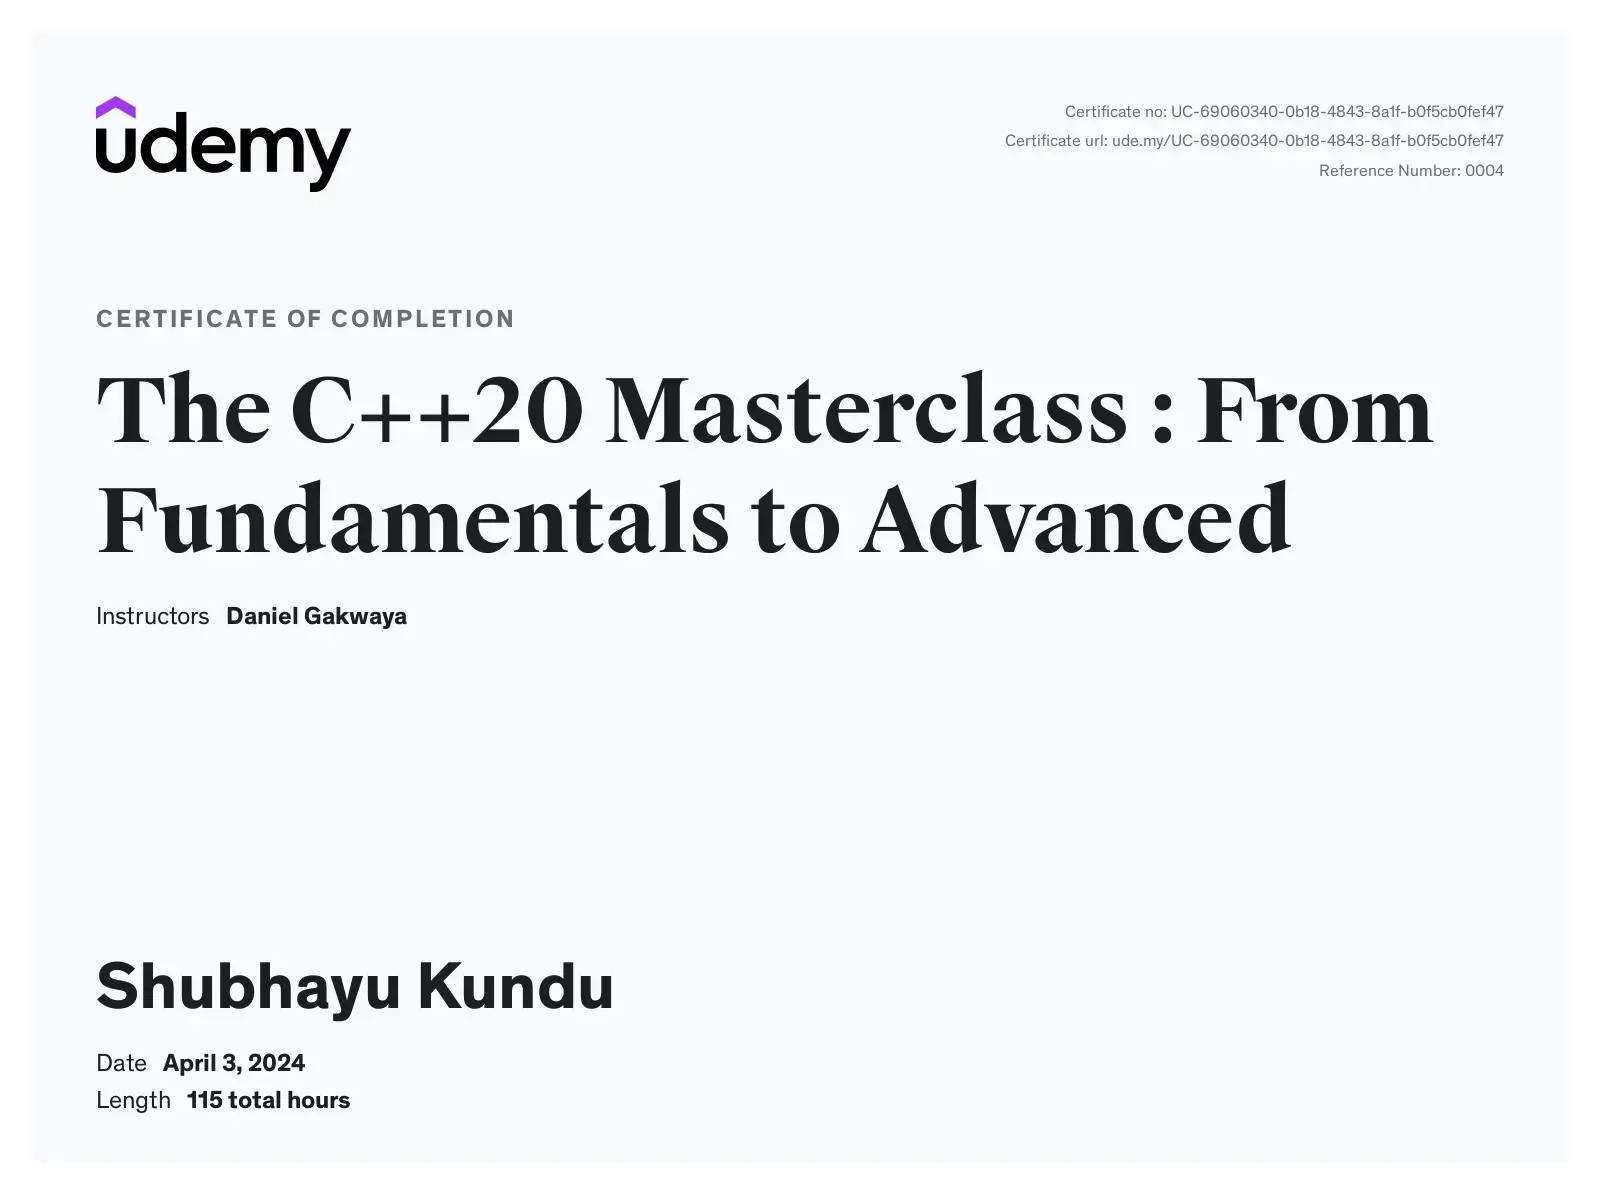 udemy
Certificate no: UC-69060340-0b18-4843-8a1f-b0f5cb0fef47
Certificate url: ude.my/UC-69060340-0b18-4843-8a1f-b0f5cb0fef47
Reference Number: 0004
CERTIFICATE OF COMPLETION
The C++20 Masterclass : From
Fundamentals to Advanced
Instructors Daniel Gakwaya
Shubhayu Kundu
Date April 3, 2024
Length 115 total hours